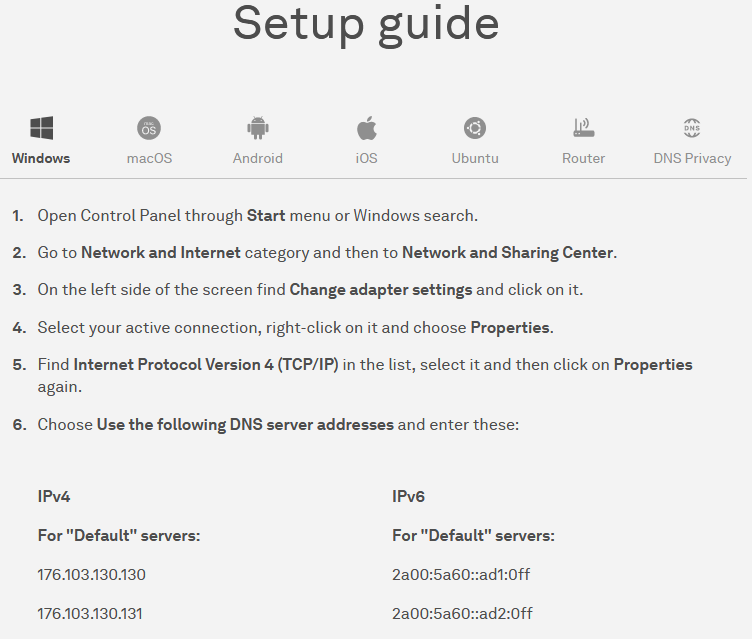 Setup guide
mac OS
DNS
Windows
macOS
Android
iOS
Ubuntu
Router
DNS Privacy
1. Open Control Panel through Start menu or Windows search.
2. Go to Network and Internet category and then to Network and Sharing Center.
3. On the left side of the screen find Change adapter settings and click on it.
4. Select your active connection, right-click on it and choose Properties.
5. Find Internet Protocol Version 4 (TCP/IP) in the list, select it and then click on Properties
again.
6. Choose Use the following DNS server addresses and enter these:
IPv4
For "Default" servers:
176.103.130.130
176.103.130.131
IPv6
For "Default" servers:
2a00:5a60::ad1:0ff
2a00:5a60::ad2:0ff